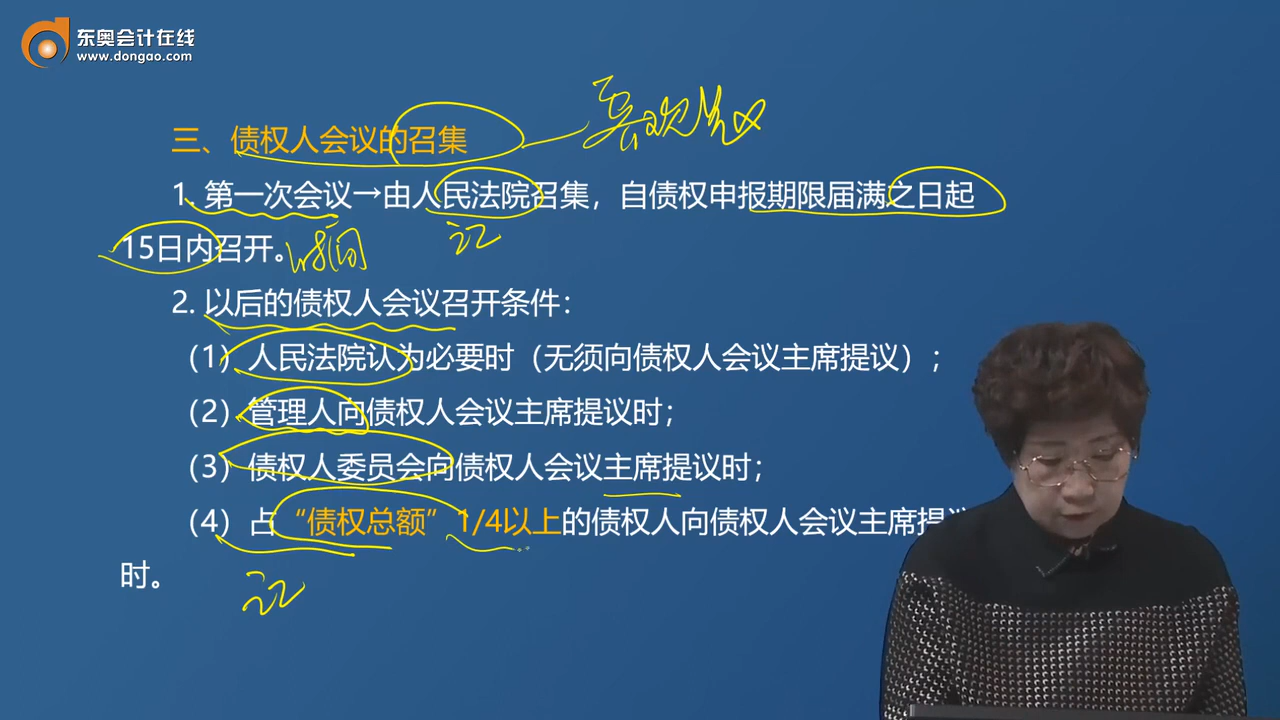 东奥会计在线
www.dongao.com
三、债权人会议的召集
1. 第一次会议→由人民法院召集，自债权申报期限届满之日起
15日内召开。时间
记
2. 以后的债权人会议召开条件：
（1）人民法院认为必要时（无须向债权人会议主席提议）；
（2）管理人向债权人会议主席提议时；
（3）债权人委员会向债权人会议主席提议时；
（4）占“债权总额”1/4以上的债权人向债权人会议主席提议
时。
记